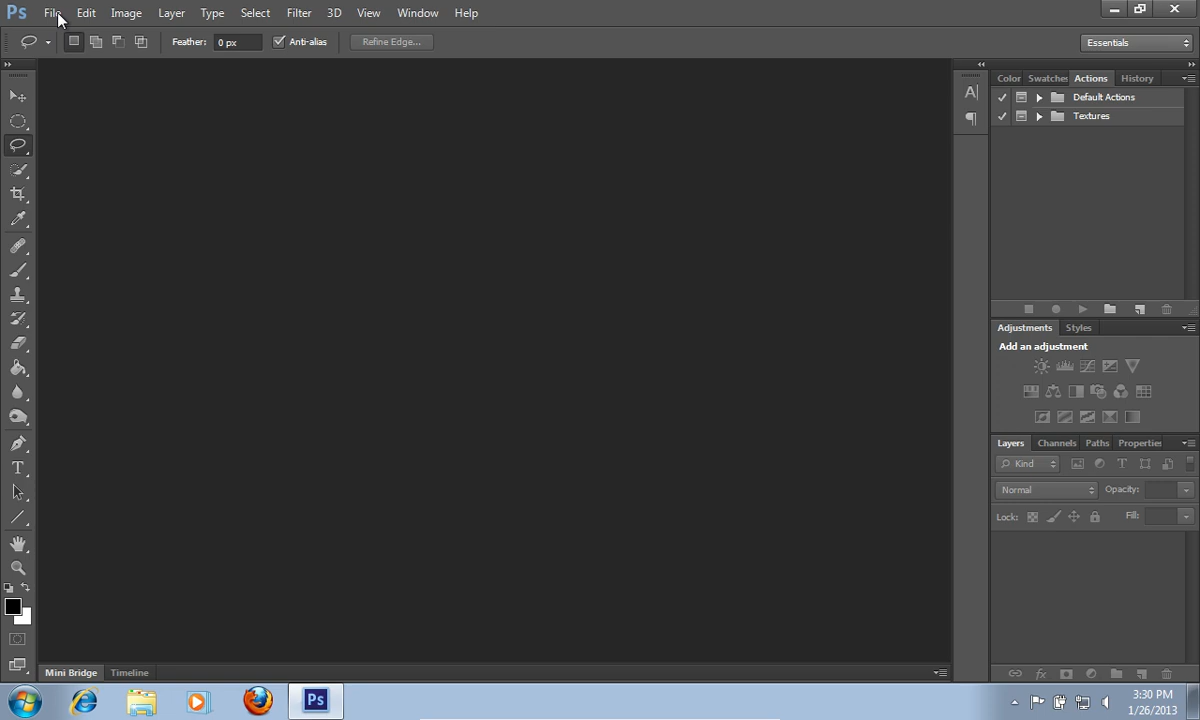 Ps File Edit Image Layer Type Select Filter 3D View Window Help
Feather: 0 px Anti-alias Refine Edge... Essentials
Color Swatches Actions History
Default Actions
Textures
Adjustments Styles
Add an adjustment
Layers Channels Paths Properties
Kind
Normal Opacity:
Lock: Fill:
Mini Bridge Timeline
Ps
3:30 PM
1/26/2013